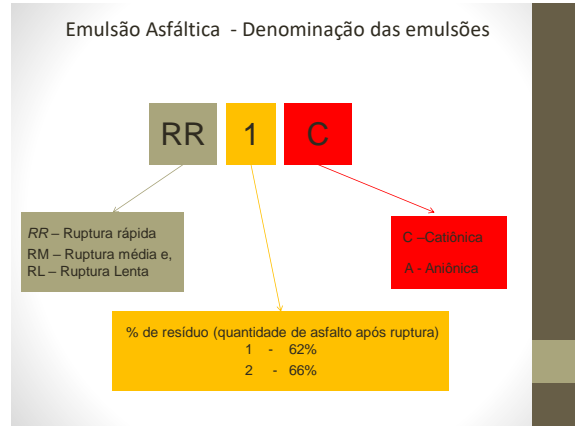 Emulsão Asfáltica - Denominação das emulsões
RR 1 C
RR – Ruptura rápida
RM – Ruptura média e,
RL – Ruptura Lenta
C –Catiônica
A - Aniônica
% de resíduo (quantidade de asfalto após ruptura)
1 - 62%
2 - 66%